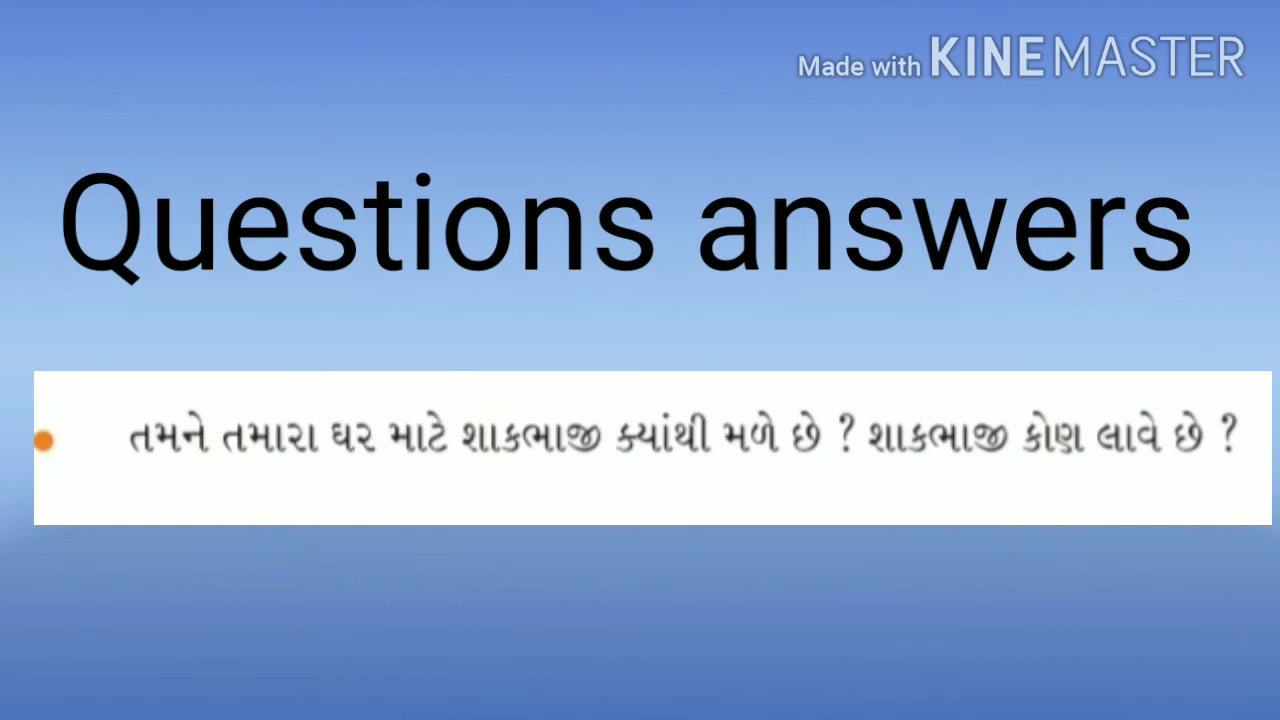 Made with KINEMASTER
Questions answers
તમને તમારા ઘર માટે શાકભાજી ક્યાંથી મળે છે ? શાકભાજી કોણ લાવે છે ?